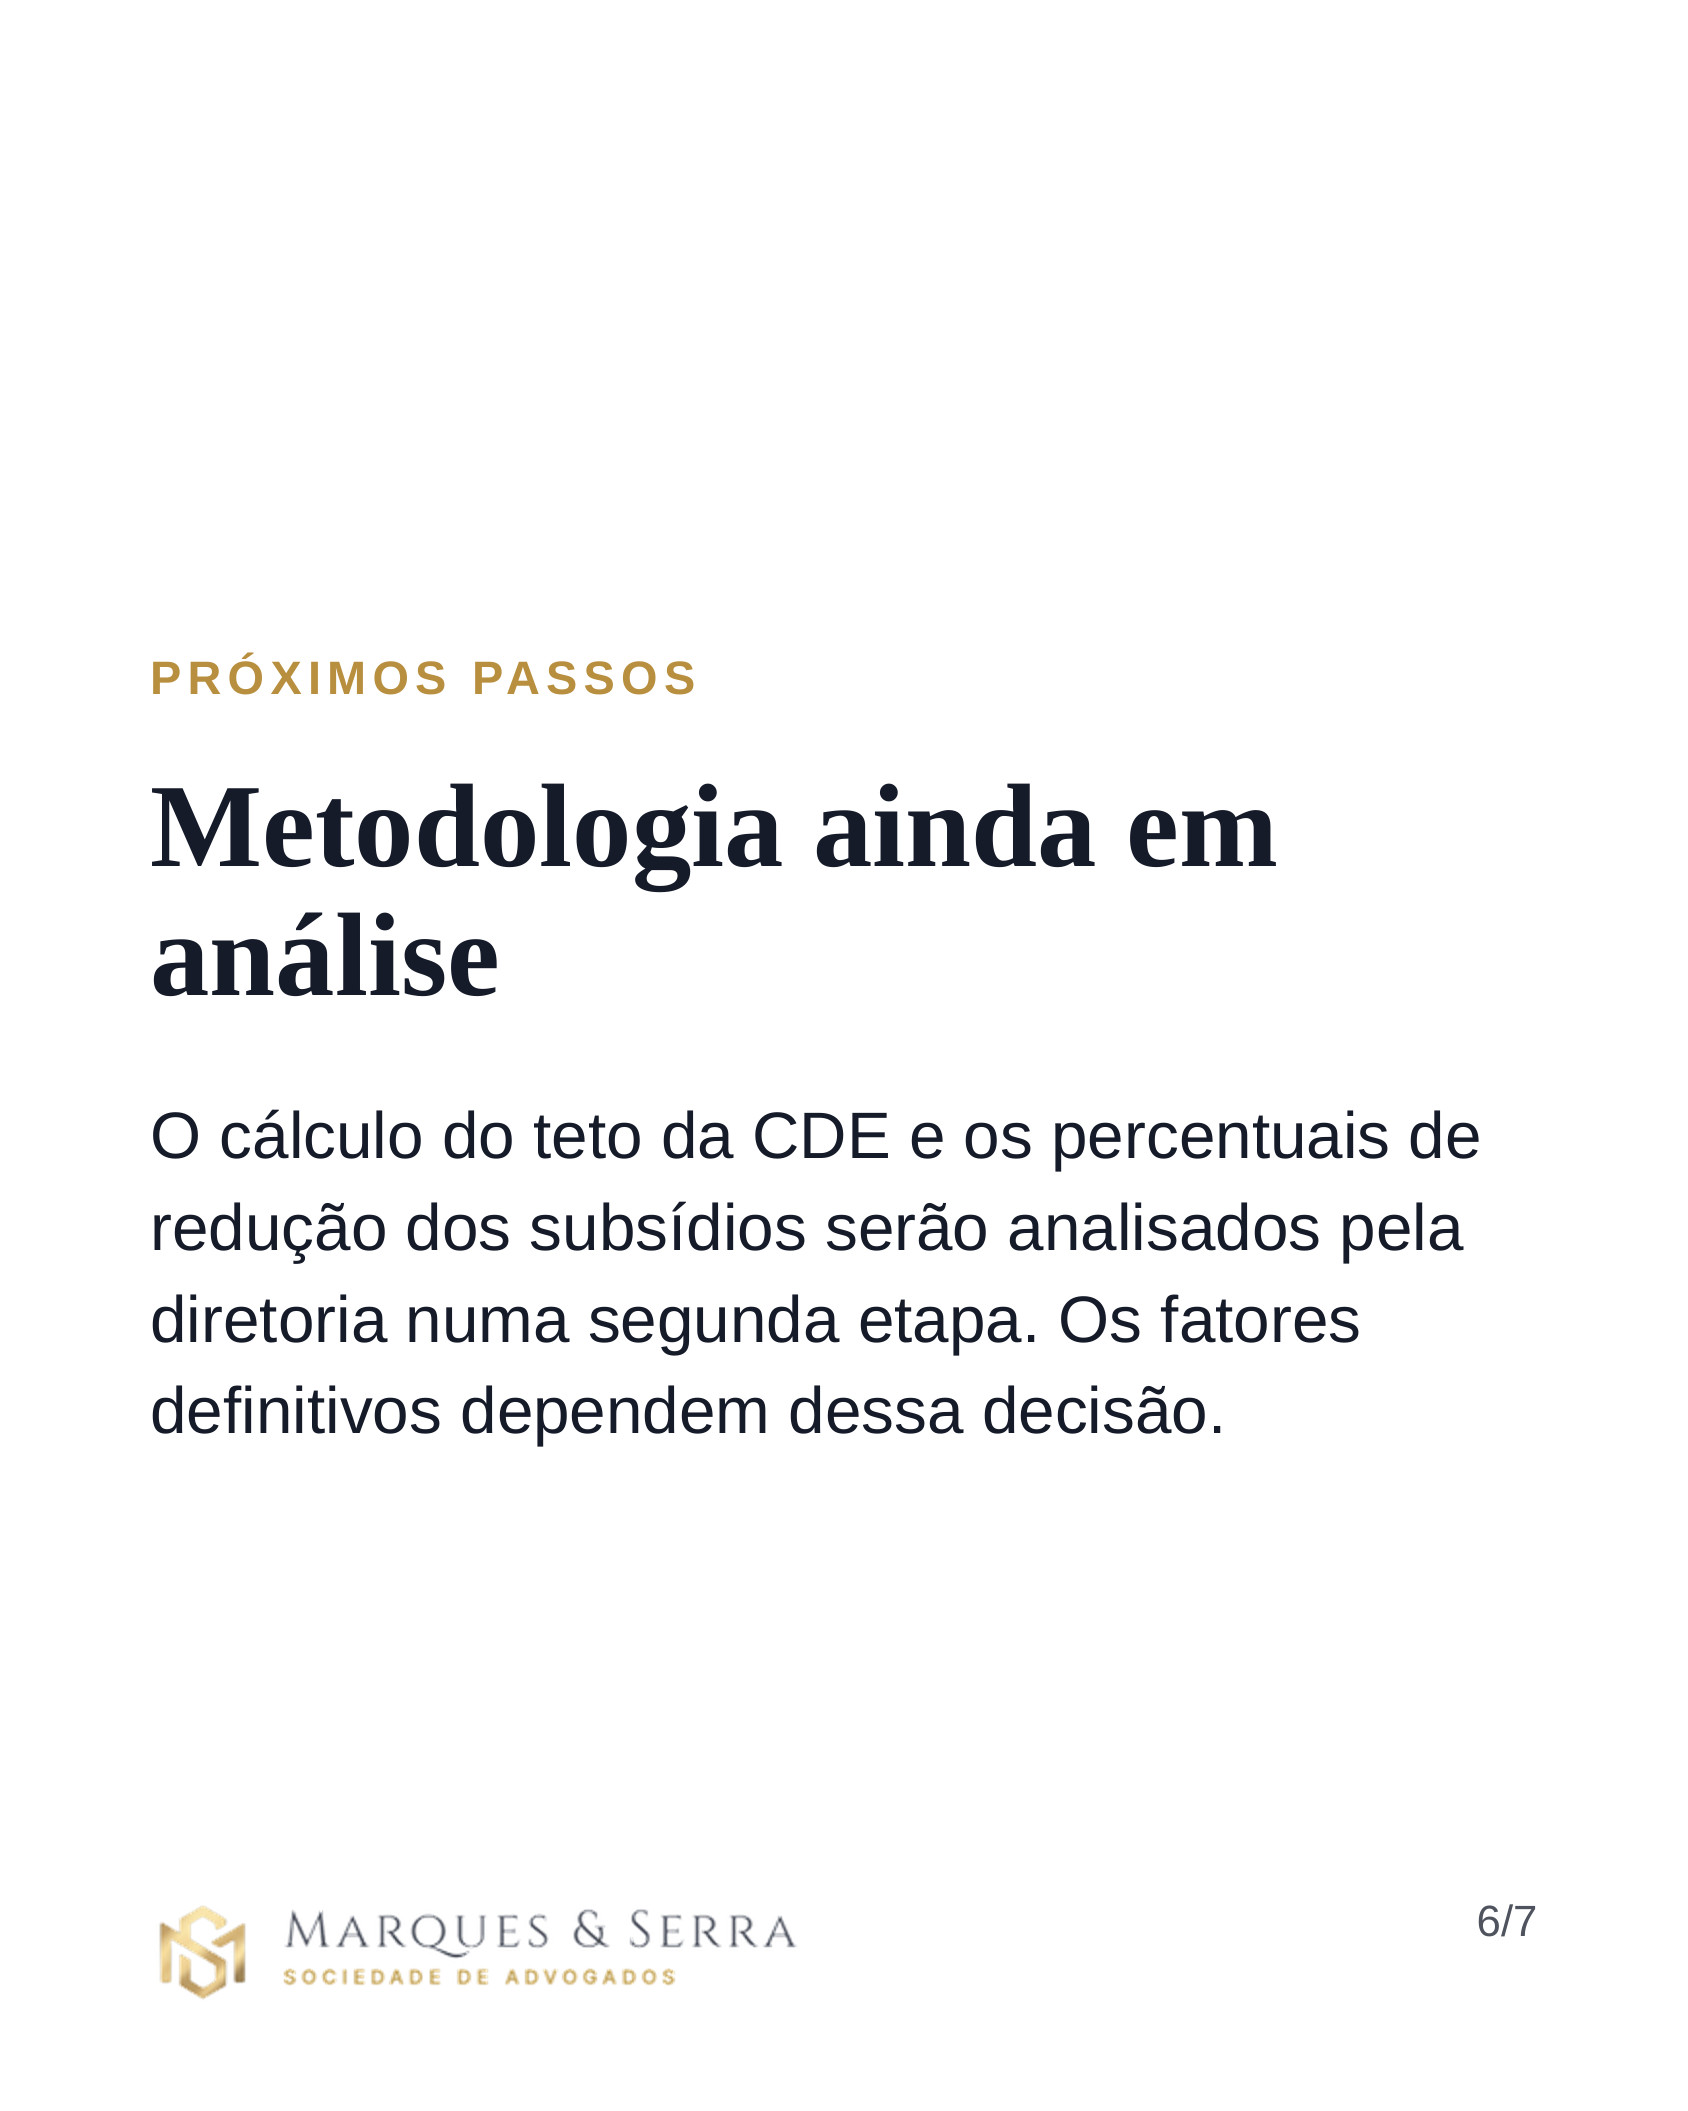 PRÓXIMOS PASSOS
Metodologia ainda em
análise
O cálculo do teto da CDE e os percentuais de
redução dos subsídios serão analisados pela
diretoria numa segunda etapa. Os fatores
definitivos dependem dessa decisão.
MARQUES & SERRA
SOCIEDADE DE ADVOGADOS
6/7